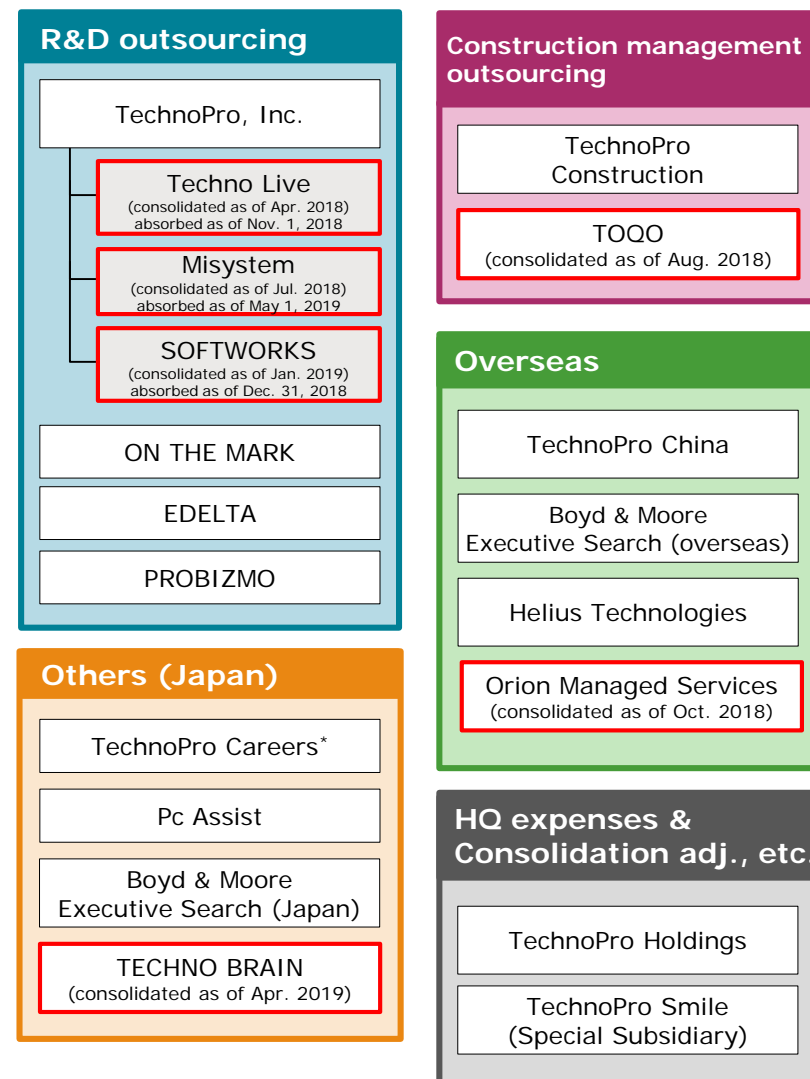 R&D outsourcing
TechnoPro, Inc.
Techno Live
(consolidated as of Apr. 2018)
absorbed as of Nov. 1, 2018
Misystem
(consolidated as of Jul. 2018)
absorbed as of May 1, 2019
SOFTWORKS
(consolidated as of Jan. 2019)
absorbed as of Dec. 31, 2018
ON THE MARK
EDELTA
PROBIZMO
Others (Japan)
TechnoPro Careers*
Pc Assist
Boyd & Moore
Executive Search (Japan)
TECHNO BRAIN
(consolidated as of Apr. 2019)
Construction management
outsourcing
TechnoPro
Construction
TOQO
(consolidated as of Aug. 2018)
Overseas
TechnoPro China
Boyd & Moore
Executive Search (overseas)
Helius Technologies
Orion Managed Services
(consolidated as of Oct. 2018)
HQ expenses &
Consolidation adj., etc.
TechnoPro Holdings
TechnoPro Smile
(Special Subsidiary)